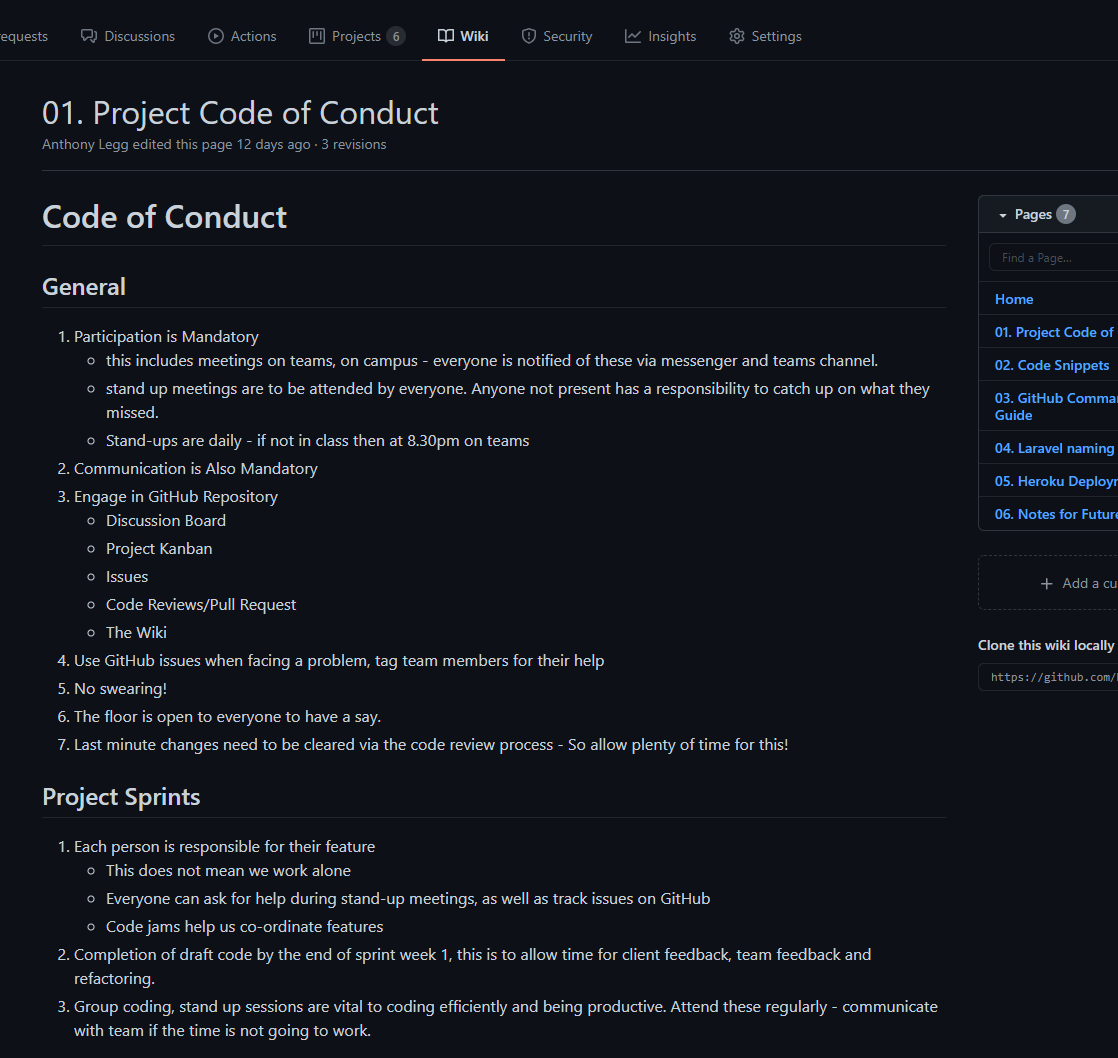 equests Discussions Actions Projects 6 Wiki Security Insights Settings
01. Project Code of Conduct
Anthony Legg edited this page 12 days ago · 3 revisions
Code of Conduct
General
1. Participation is Mandatory
this includes meetings on teams, on campus - everyone is notified of these via messenger and teams channel.
stand up meetings are to be attended by everyone. Anyone not present has a responsibility to catch up on what they
missed.
Stand-ups are daily - if not in class then at 8.30pm on teams
2. Communication is Also Mandatory
3. Engage in GitHub Repository
Discussion Board
Project Kanban
Issues
Code Reviews/Pull Request
The Wiki
4. Use GitHub issues when facing a problem, tag team members for their help
5. No swearing!
6. The floor is open to everyone to have a say.
7. Last minute changes need to be cleared via the code review process - So allow plenty of time for this!
Project Sprints
1. Each person is responsible for their feature
This does not mean we work alone
Everyone can ask for help during stand-up meetings, as well as track issues on GitHub
Code jams help us co-ordinate features
2. Completion of draft code by the end of sprint week 1, this is to allow time for client feedback, team feedback and
refactoring.
3. Group coding, stand up sessions are vital to coding efficiently and being productive. Attend these regularly - communicate
with team if the time is not going to work.
Pages 7
Find a Page...
Home
01. Project Code of
02. Code Snippets
03. GitHub Comma
Guide
04. Laravel naming
05. Heroku Deploy
06. Notes for Future
Add a cu
Clone this wiki locally
https://github.com/